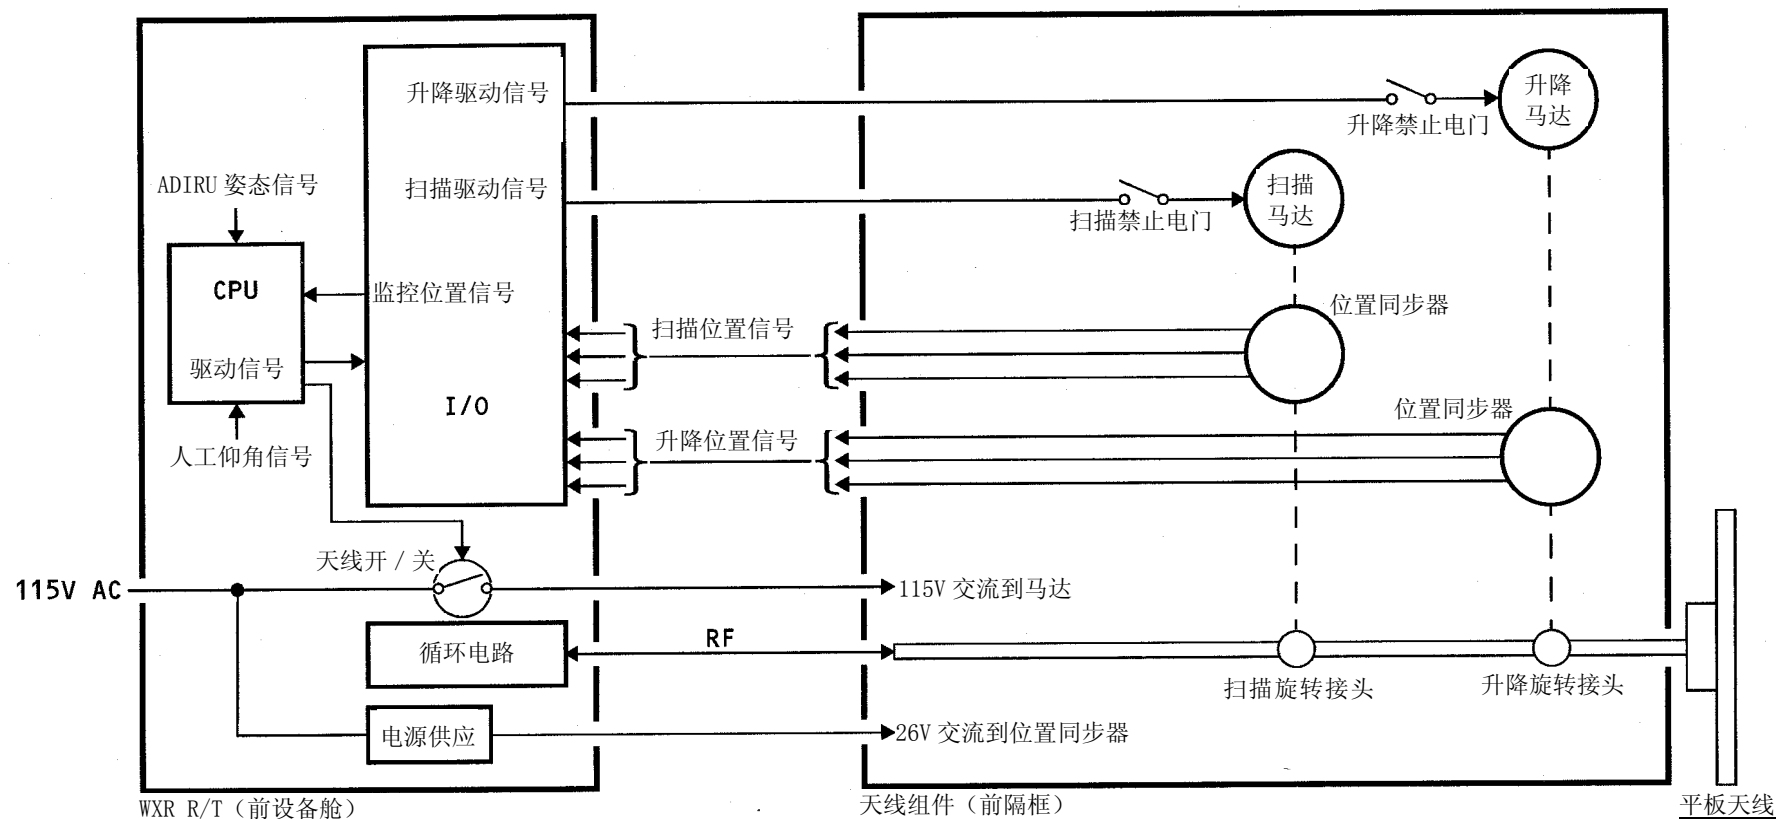 升降驱动信号
升降
马达
升降禁止电门
ADIRU 姿态信号
扫描驱动信号
扫描
马达
扫描禁止电门
CPU
监控位置信号
位置同步器
扫描位置信号
驱动信号
I/O
位置同步器
升降位置信号
人工仰角信号
天线开/关
115V AC
115V 交流到马达
循环电路
RF
扫描旋转接头
升降旋转接头
电源供应
26V 交流到位置同步器
WXR R/T（前设备舱）
天线组件（前隔框）
平板天线